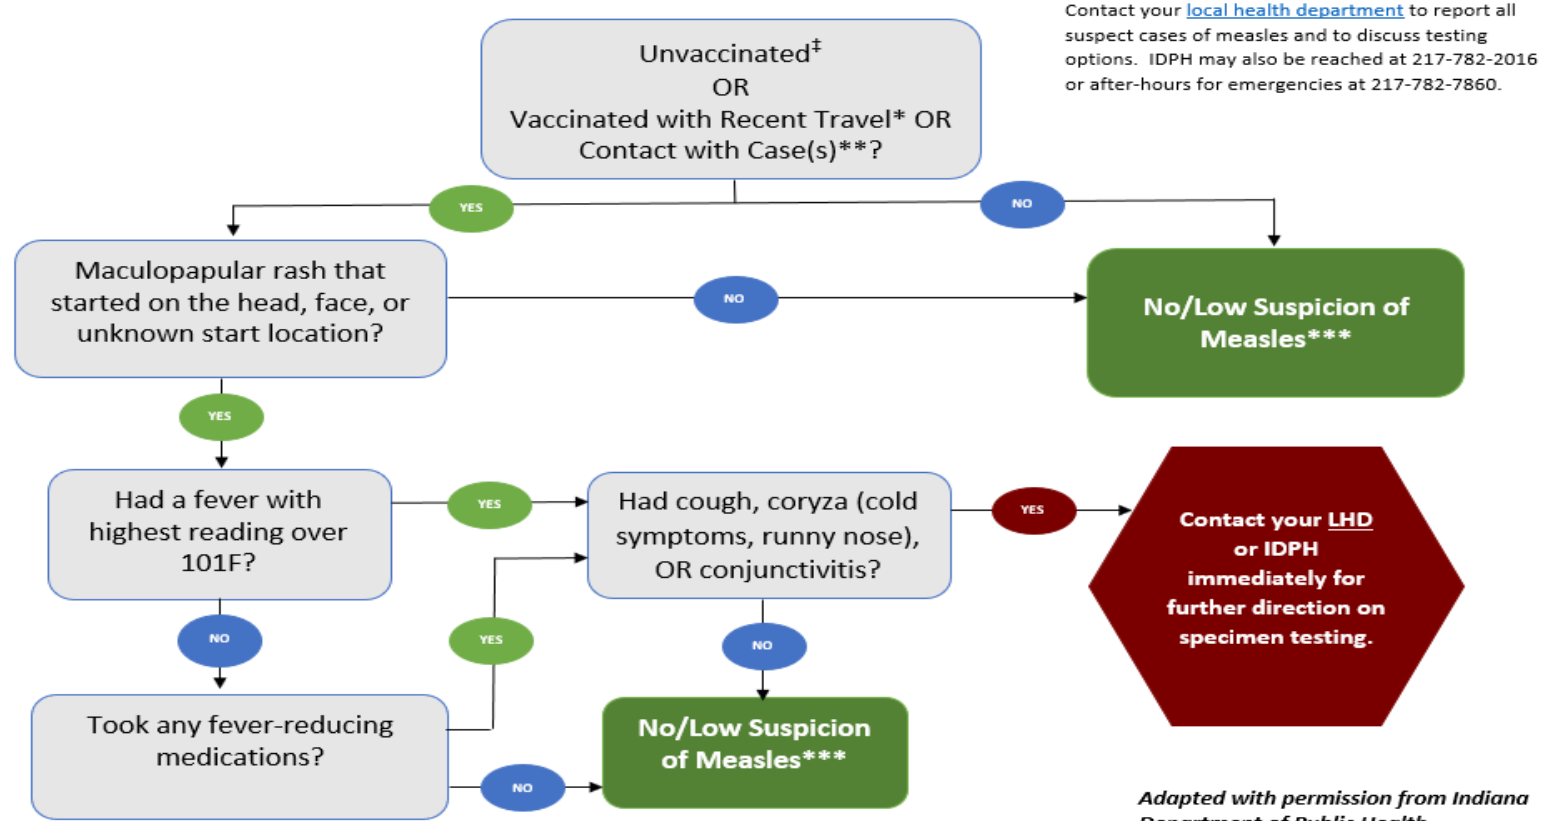 Contact your local health department to report all
suspect cases of measles and to discuss testing
options. IDPH may also be reached at 217-782-2016
or after-hours for emergencies at 217-782-7860.
Unvaccinated‡
OR
Vaccinated with Recent Travel* OR
Contact with Case(s)**?
YES
NO
Maculopapular rash that
started on the head, face, or
unknown start location?
NO
No/Low Suspicion of
Measles***
YES
Had a fever with
highest reading over
101F?
YES
Had cough, coryza (cold
symptoms, runny nose),
OR conjunctivitis?
YES
Contact your LHD
or IDPH
immediately for
further direction on
specimen testing.
NO
YES
NO
Took any fever-reducing
medications?
NO
No/Low Suspicion
of Measles***
Adapted with permission from Indiana
Department of Public Health